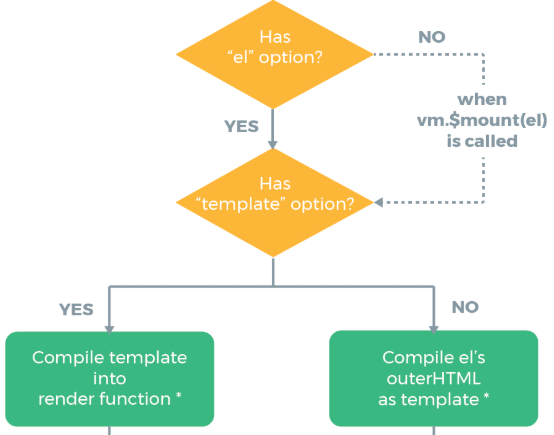 Has
“el” option?
NO
YES
when
vm.$mount(el)
is called
Has
“template” option?
YES
NO
Compile template
into
render function *
Compile el’s
outerHTML
as template *